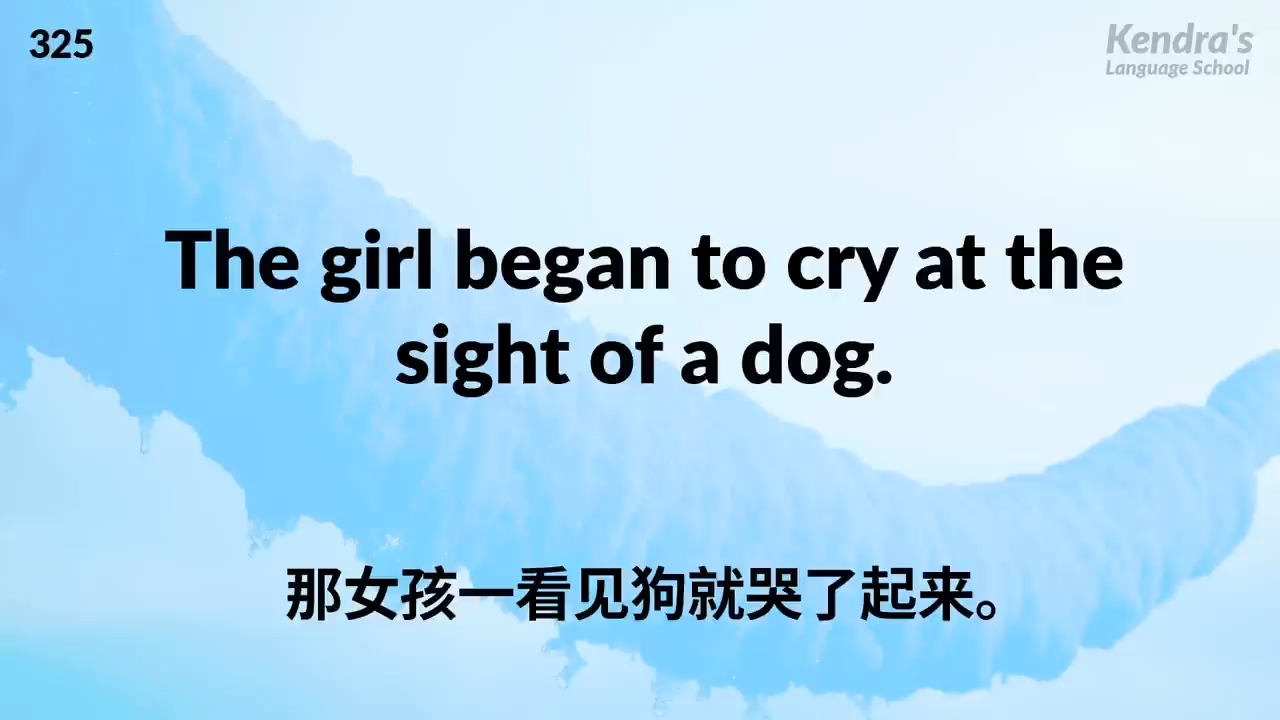 325
Kendra's
Language School
The girl began to cry at the
sight of a dog.
那女孩一看见狗就哭了起来。